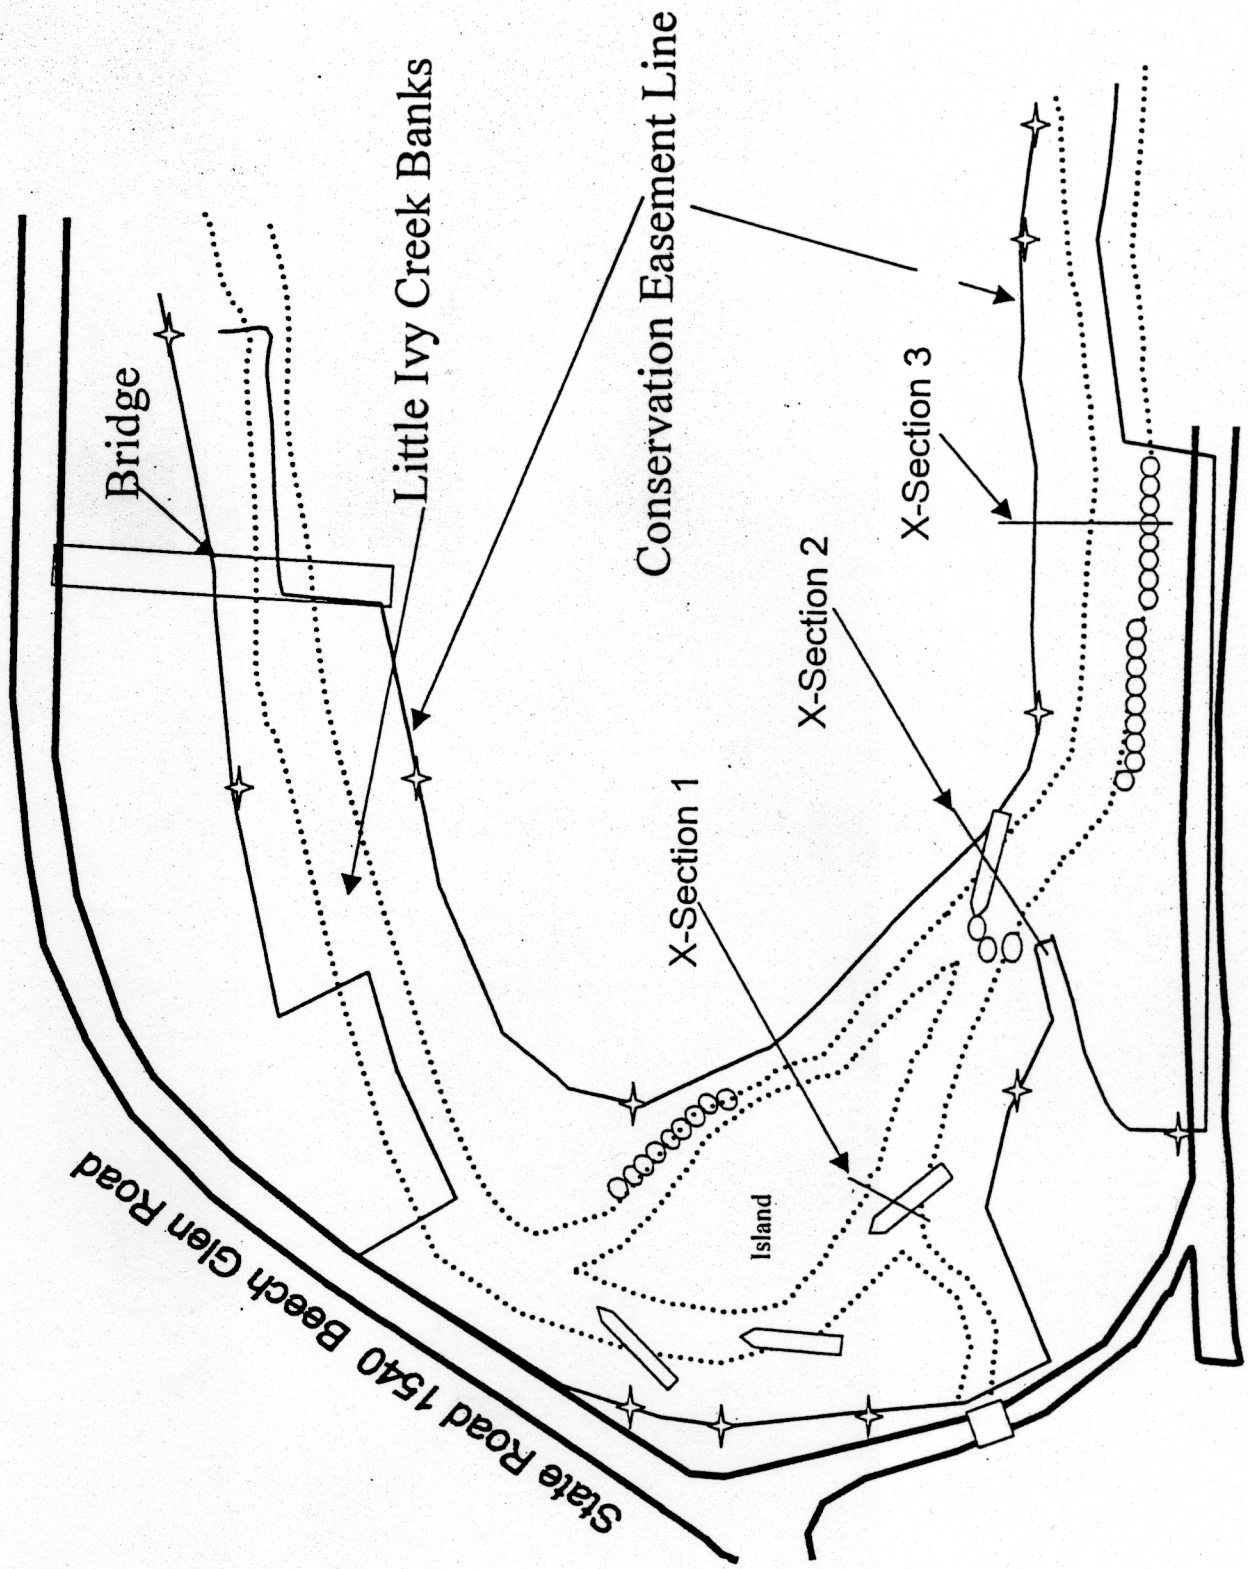 Bridge
Little Ivy Creek Banks
Conservation Easement Line
X-Section 3
X-Section 2
X-Section 1
Island
State Road 1540 Beech Glen Road